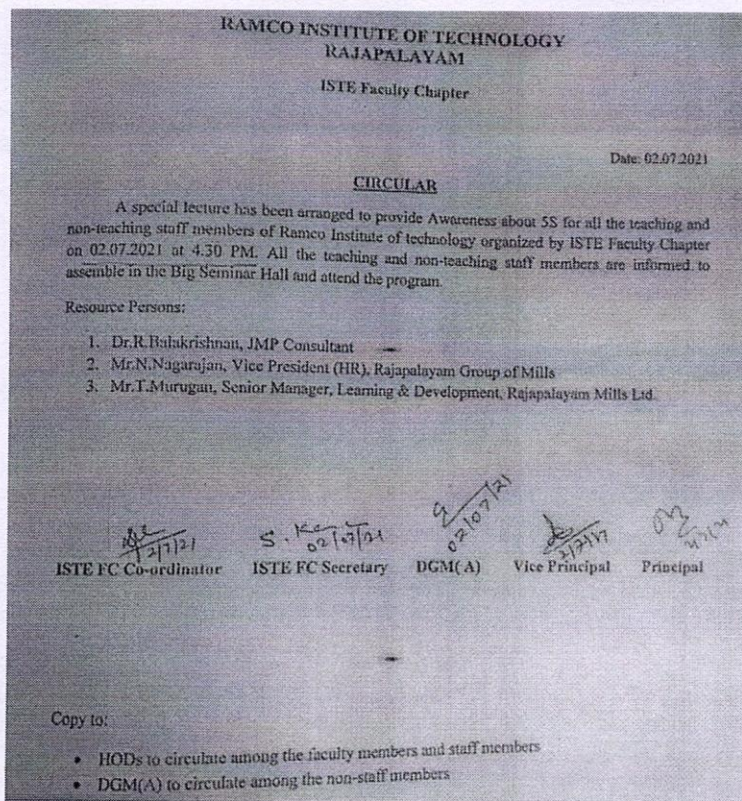 RAMCO INSTITUTE OF TECHNOLOGY
RAJAPALAYAM
ISTE Faculty Chapter
Date: 02.07.2021
CIRCULAR
A special lecture has been arranged to provide Awareness about 5S for all the teaching and
non-teaching staff members of Ramco Institute of technology organized by ISTE Faculty Chapter
on 02.07.2021 at 4.30 PM. All the teaching and non-teaching staff members are informed to
assemble in the Big Seminar Hall and attend the program.
Resource Persons:
1. Dr.R.Balakrishnan, JMP Consultant
2. Mr.N.Nagarajan, Vice President (HR), Rajapalayam Group of Mills
3. Mr.T.Murugan, Senior Manager, Learning & Development, Rajapalayam Mills Ltd.
2/7/21 02/07/21 02/07/21
ISTE FC Co-ordinator ISTE FC Secretary DGM(A) Vice Principal Principal
Copy to:
• HODs to circulate among the faculty members and staff members
• DGM(A) to circulate among the non-staff members